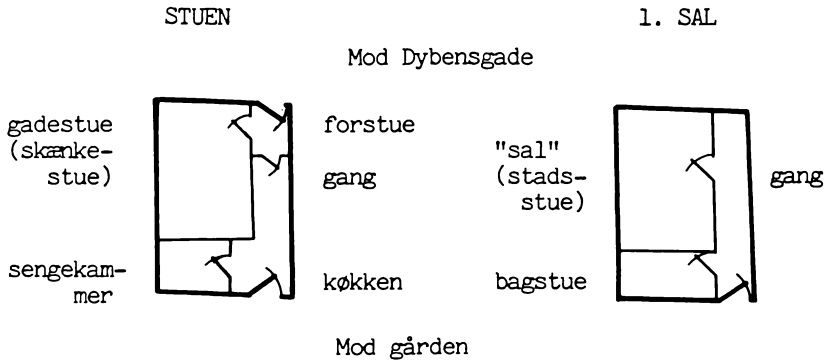 STUEN
1. SAL
Mod Dybensgade
gadestue
(skænke-
stue)
forstue
gang
sengekam-
mer
køkken
"sal"
(stads-
stue)
gang
bagstue
Mod gården